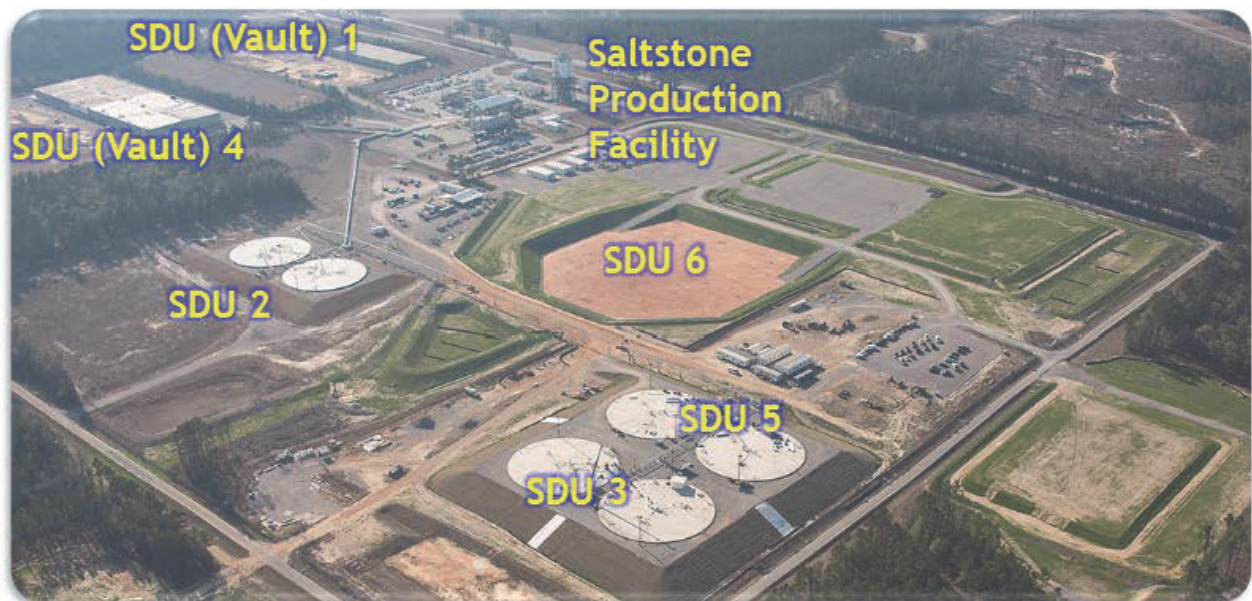 SDU (Vault) 1
Saltstone
Production
Facility
SDU (Vault) 4
SDU 6
SDU 2
SDU 5
SDU 3